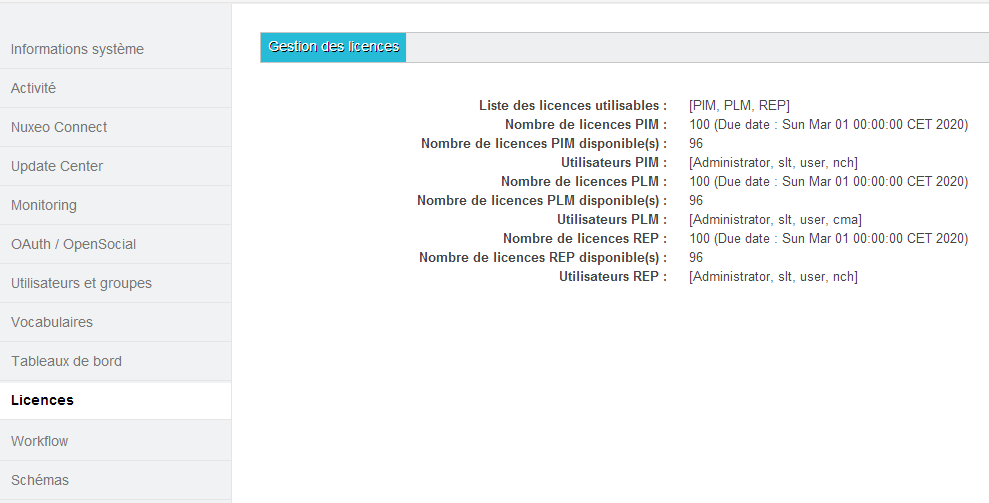 Informations système
Activité
Nuxeo Connect
Update Center
Monitoring
OAuth / OpenSocial
Utilisateurs et groupes
Vocabulaires
Tableaux de bord
Licences
Workflow
Schémas
Gestion des licences
Liste des licences utilisables : [PIM, PLM, REP]
Nombre de licences PIM : 100 (Due date : Sun Mar 01 00:00:00 CET 2020)
Nombre de licences PIM disponible(s) : 96
Utilisateurs PIM : [Administrator, slt, user, nch]
Nombre de licences PLM : 100 (Due date : Sun Mar 01 00:00:00 CET 2020)
Nombre de licences PLM disponible(s) : 96
Utilisateurs PLM : [Administrator, slt, user, cma]
Nombre de licences REP : 100 (Due date : Sun Mar 01 00:00:00 CET 2020)
Nombre de licences REP disponible(s) : 96
Utilisateurs REP : [Administrator, slt, user, nch]